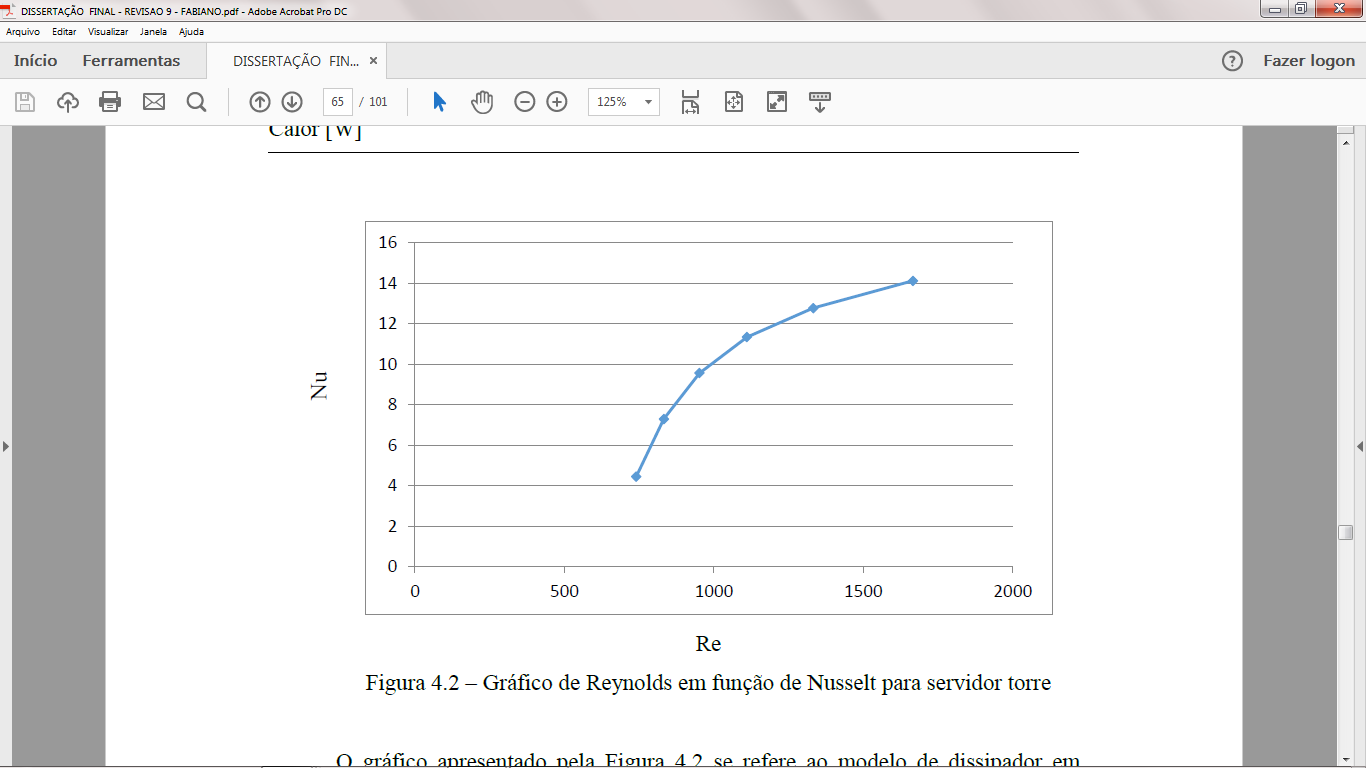 DISSERTAÇÃO FINAL - REVISAO 9 - FABIANO.pdf - Adobe Acrobat Pro DC
Arquivo Editar Visualizar Janela Ajuda
Início Ferramentas DISSERTAÇÃO FIN... × ? Fazer logon
65 / 101 125%
Calor [W]
16
14
12
10
8
6
4
2
0
Nu
0 500 1000 1500 2000
Re
Figura 4.2 – Gráfico de Reynolds em função de Nusselt para servidor torre
O gráfico apresentado pela Figura 4.2 se refere ao modelo de dissipador em